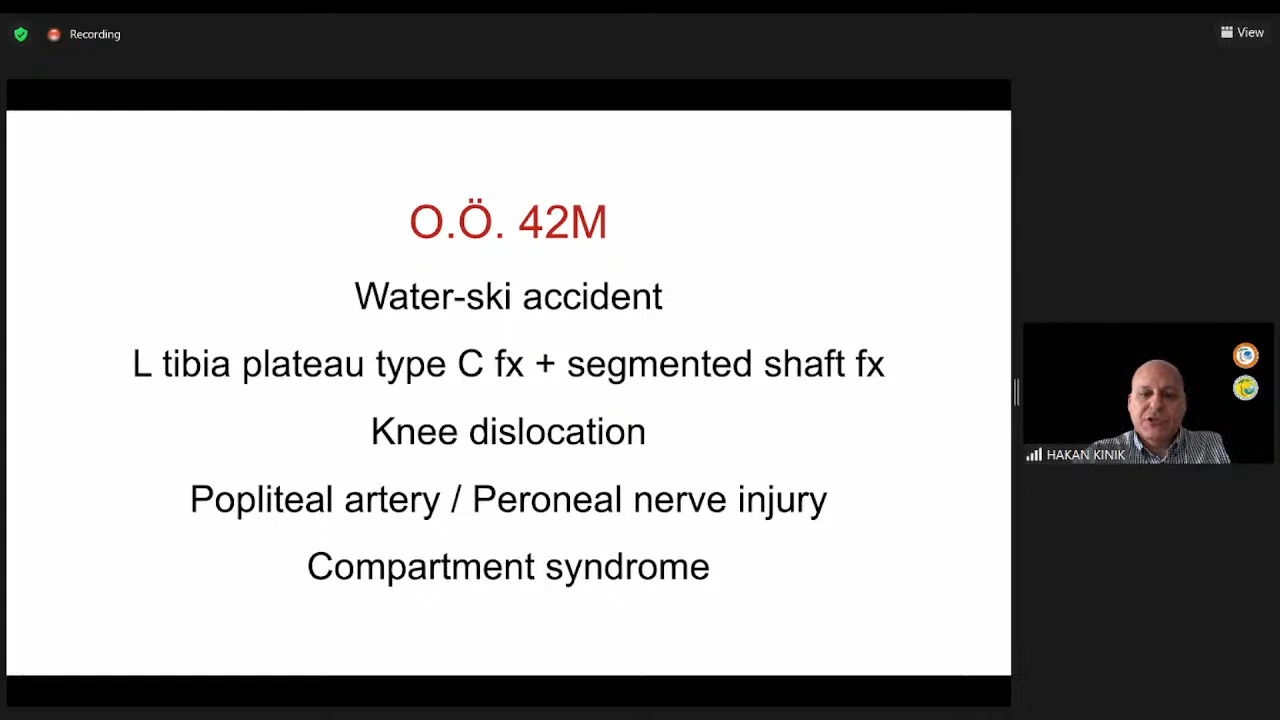 Recording
View
O.Ö. 42M
Water-ski accident
L tibia plateau type C fx + segmented shaft fx
Knee dislocation
Popliteal artery / Peroneal nerve injury
Compartment syndrome
HAKAN KINIK